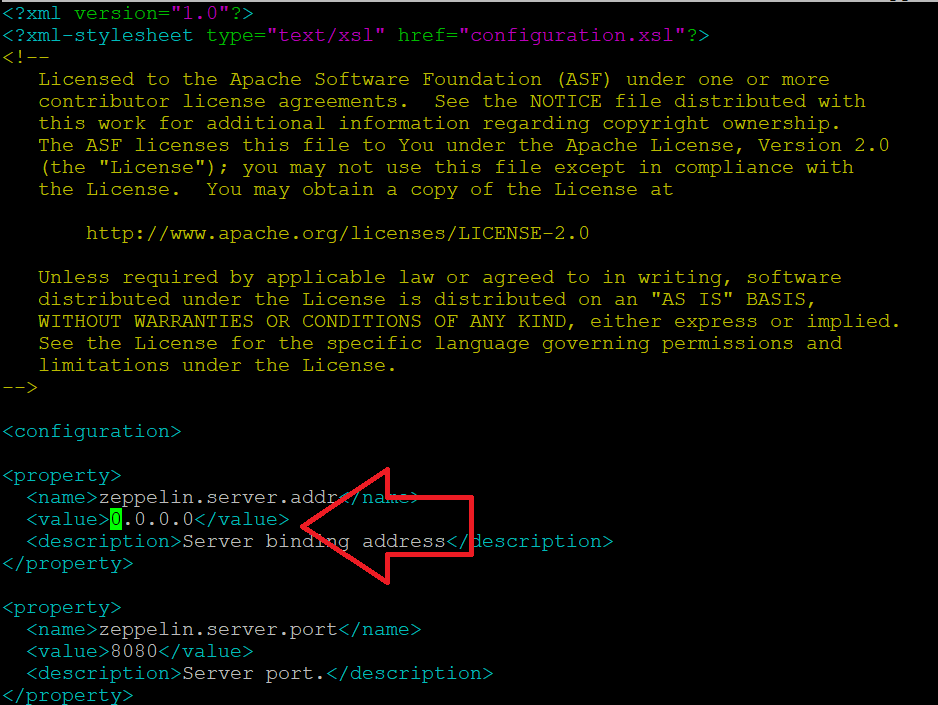 <?xml version="1.0"?>
<?xml-stylesheet type="text/xsl" href="configuration.xsl"?>
<!--
   Licensed to the Apache Software Foundation (ASF) under one or more
   contributor license agreements.  See the NOTICE file distributed with
   this work for additional information regarding copyright ownership.
   The ASF licenses this file to You under the Apache License, Version 2.0
   (the "License"); you may not use this file except in compliance with
   the License.  You may obtain a copy of the License at

       http://www.apache.org/licenses/LICENSE-2.0

   Unless required by applicable law or agreed to in writing, software
   distributed under the License is distributed on an "AS IS" BASIS,
   WITHOUT WARRANTIES OR CONDITIONS OF ANY KIND, either express or implied.
   See the License for the specific language governing permissions and
   limitations under the License.
-->

<configuration>

<property>
  <name>zeppelin.server.addr</name>
  <value>0.0.0.0</value>
  <description>Server binding address</description>
</property>

<property>
  <name>zeppelin.server.port</name>
  <value>8080</value>
  <description>Server port.</description>
</property>